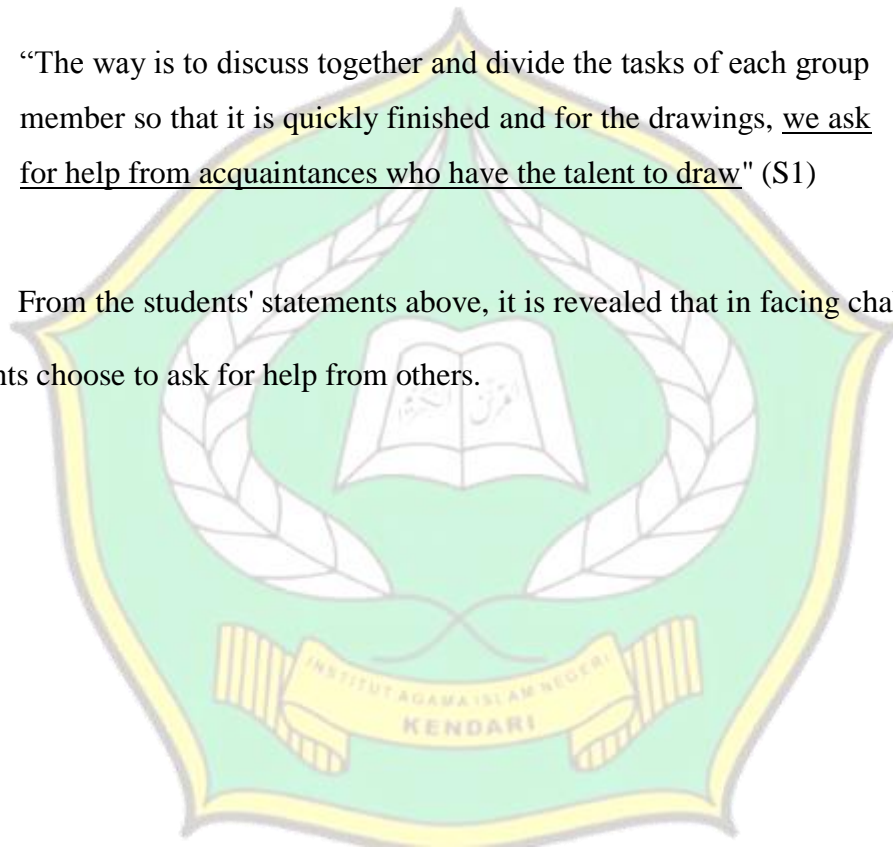 “The way is to discuss together and divide the tasks of each group
member so that it is quickly finished and for the drawings, we ask
for help from acquaintances who have the talent to draw" (S1)
From the students' statements above, it is revealed that in facing
choose to ask for help from others.
INSTITUT AGAMA ISLAM NEGERI
KENDARI